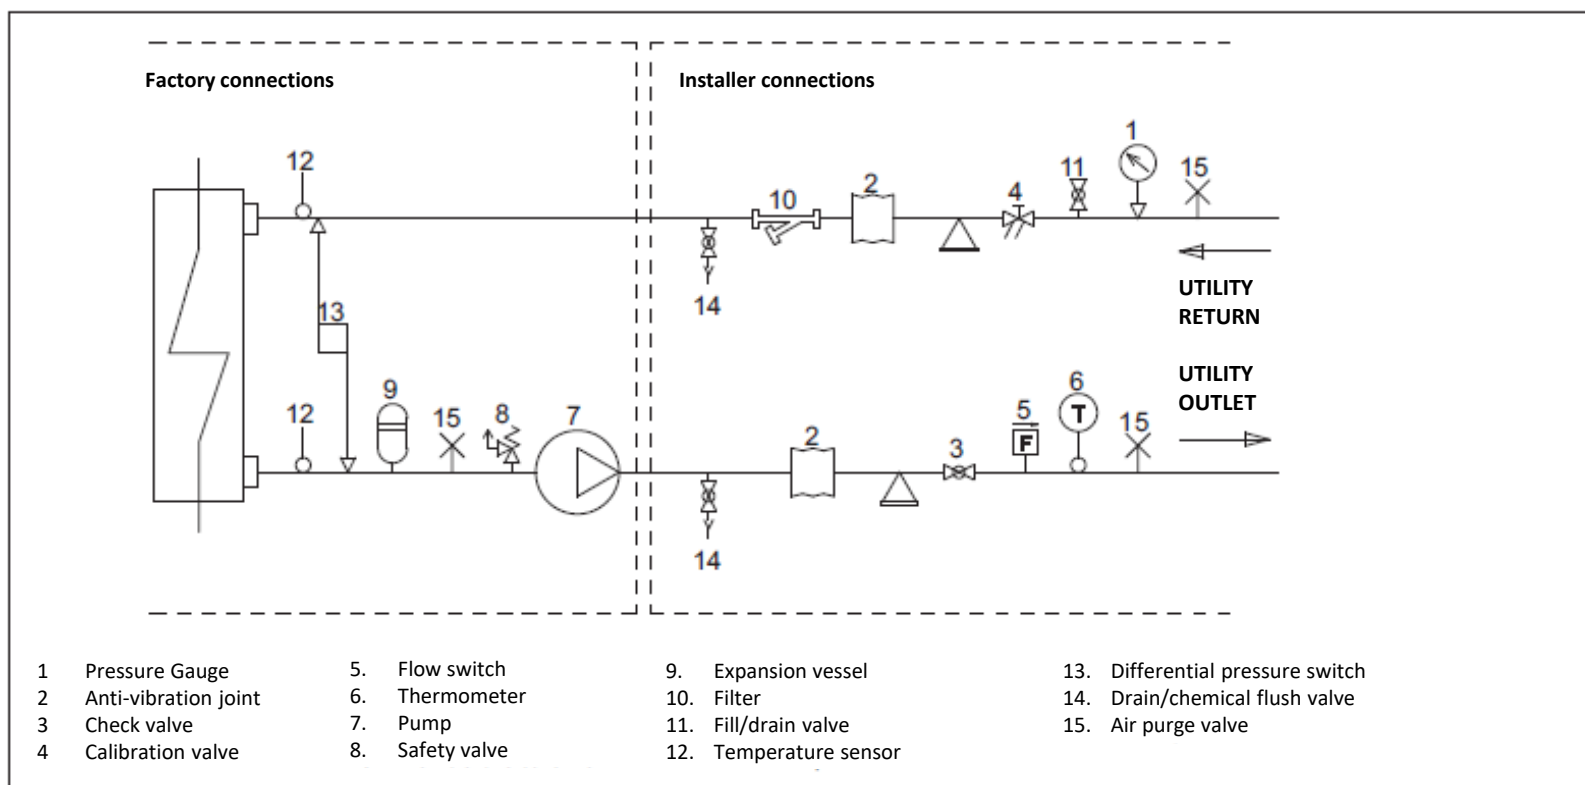 Factory connections
Installer connections
12
13
12
9
15
8
7
10
2
4
11
1
15
14
UTILITY
RETURN
UTILITY
OUTLET
2
3
5
F
6
T
15
14
1 Pressure Gauge
2 Anti-vibration joint
3 Check valve
4 Calibration valve
5. Flow switch
6. Thermometer
7. Pump
8. Safety valve
9. Expansion vessel
10. Filter
11. Fill/drain valve
12. Temperature sensor
13. Differential pressure switch
14. Drain/chemical flush valve
15. Air purge valve